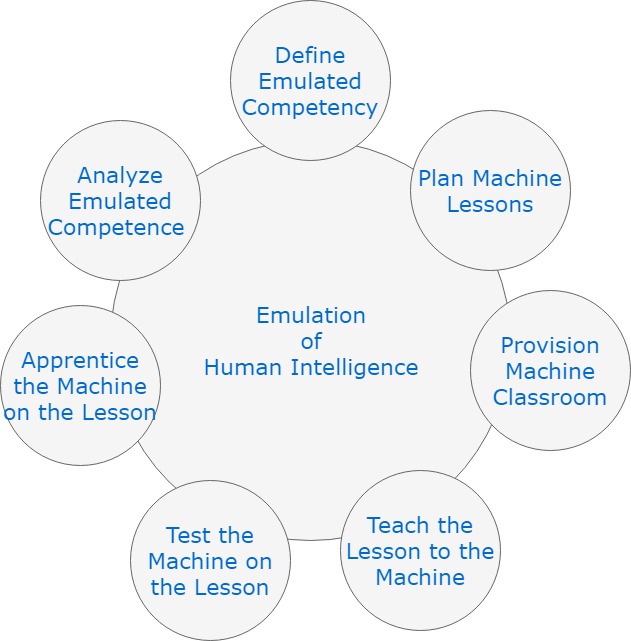 Define
Emulated
Competency
Plan Machine
Lessons
Provision
Machine
Classroom
Teach the
Lesson to the
Machine
Test the
Machine on
the Lesson
Apprentice
the Machine
on the Lesson
Analyze
Emulated
Competence
Emulation
of
Human Intelligence